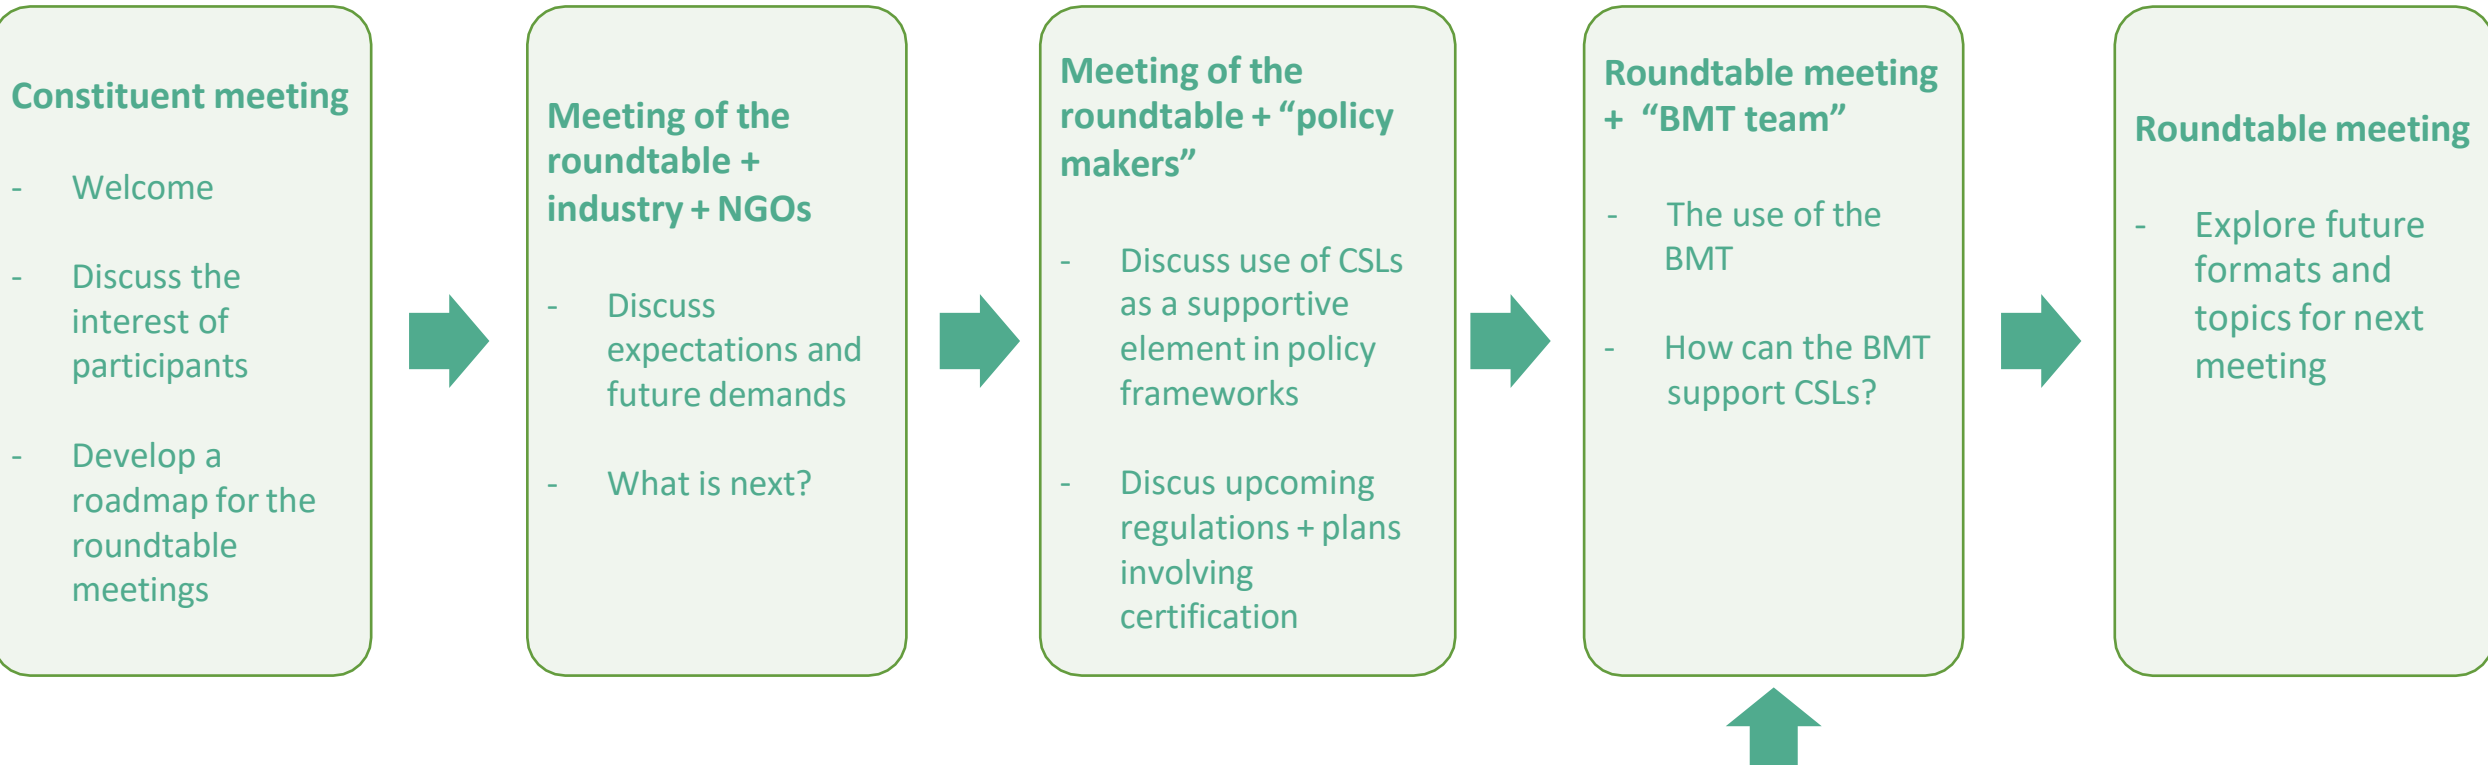 Constituent meeting
- Welcome
- Discuss the
interest of
participants
- Develop a
roadmap for the
roundtable
meetings
Meeting of the
roundtable +
industry + NGOs
- Discuss
expectations and
future demands
- What is next?
Meeting of the
roundtable + “policy
makers”
- Discuss use of CSLs
as a supportive
element in policy
frameworks
- Discus upcoming
regulations + plans
involving
certification
Roundtable meeting
+ “BMT team”
- The use of the
BMT
- How can the BMT
support CSLs?
Roundtable meeting
- Explore future
formats and
topics for next
meeting